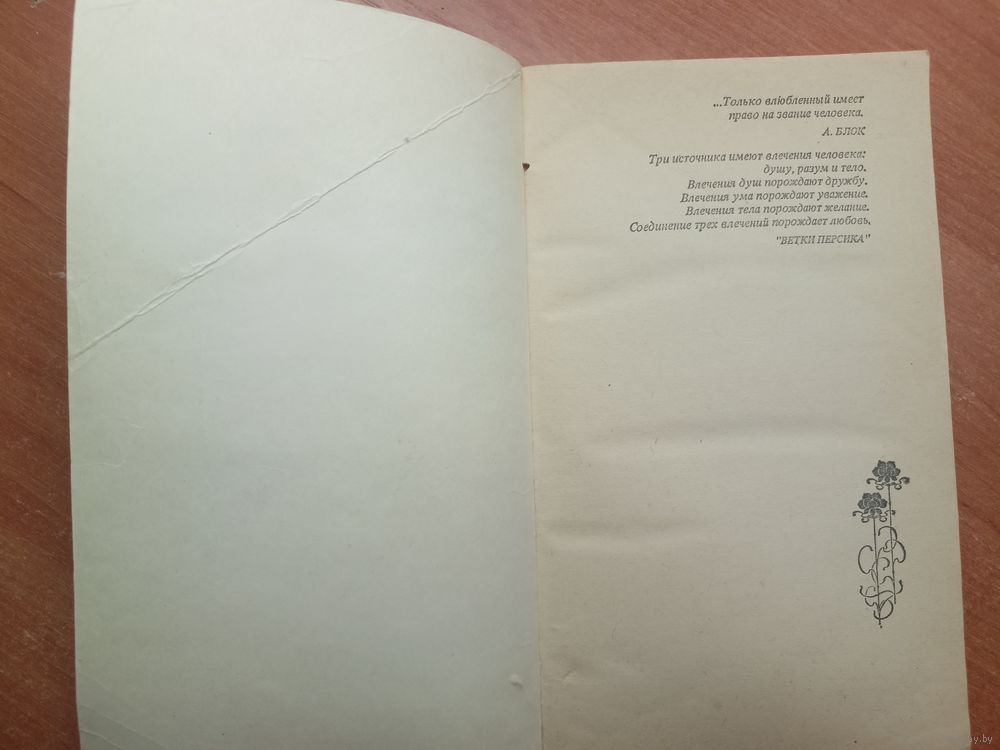 ...Только влюбленный имеет
право на звание человека.
А. БЛОК
Три источника имеют влечения человека:
душу, разум и тело.
Влечения душ порождают дружбу.
Влечения ума порождают уважение.
Влечения тела порождают желание.
Соединение трех влечений порождает любовь.
"ВЕТКИ ПЕРСИКА"